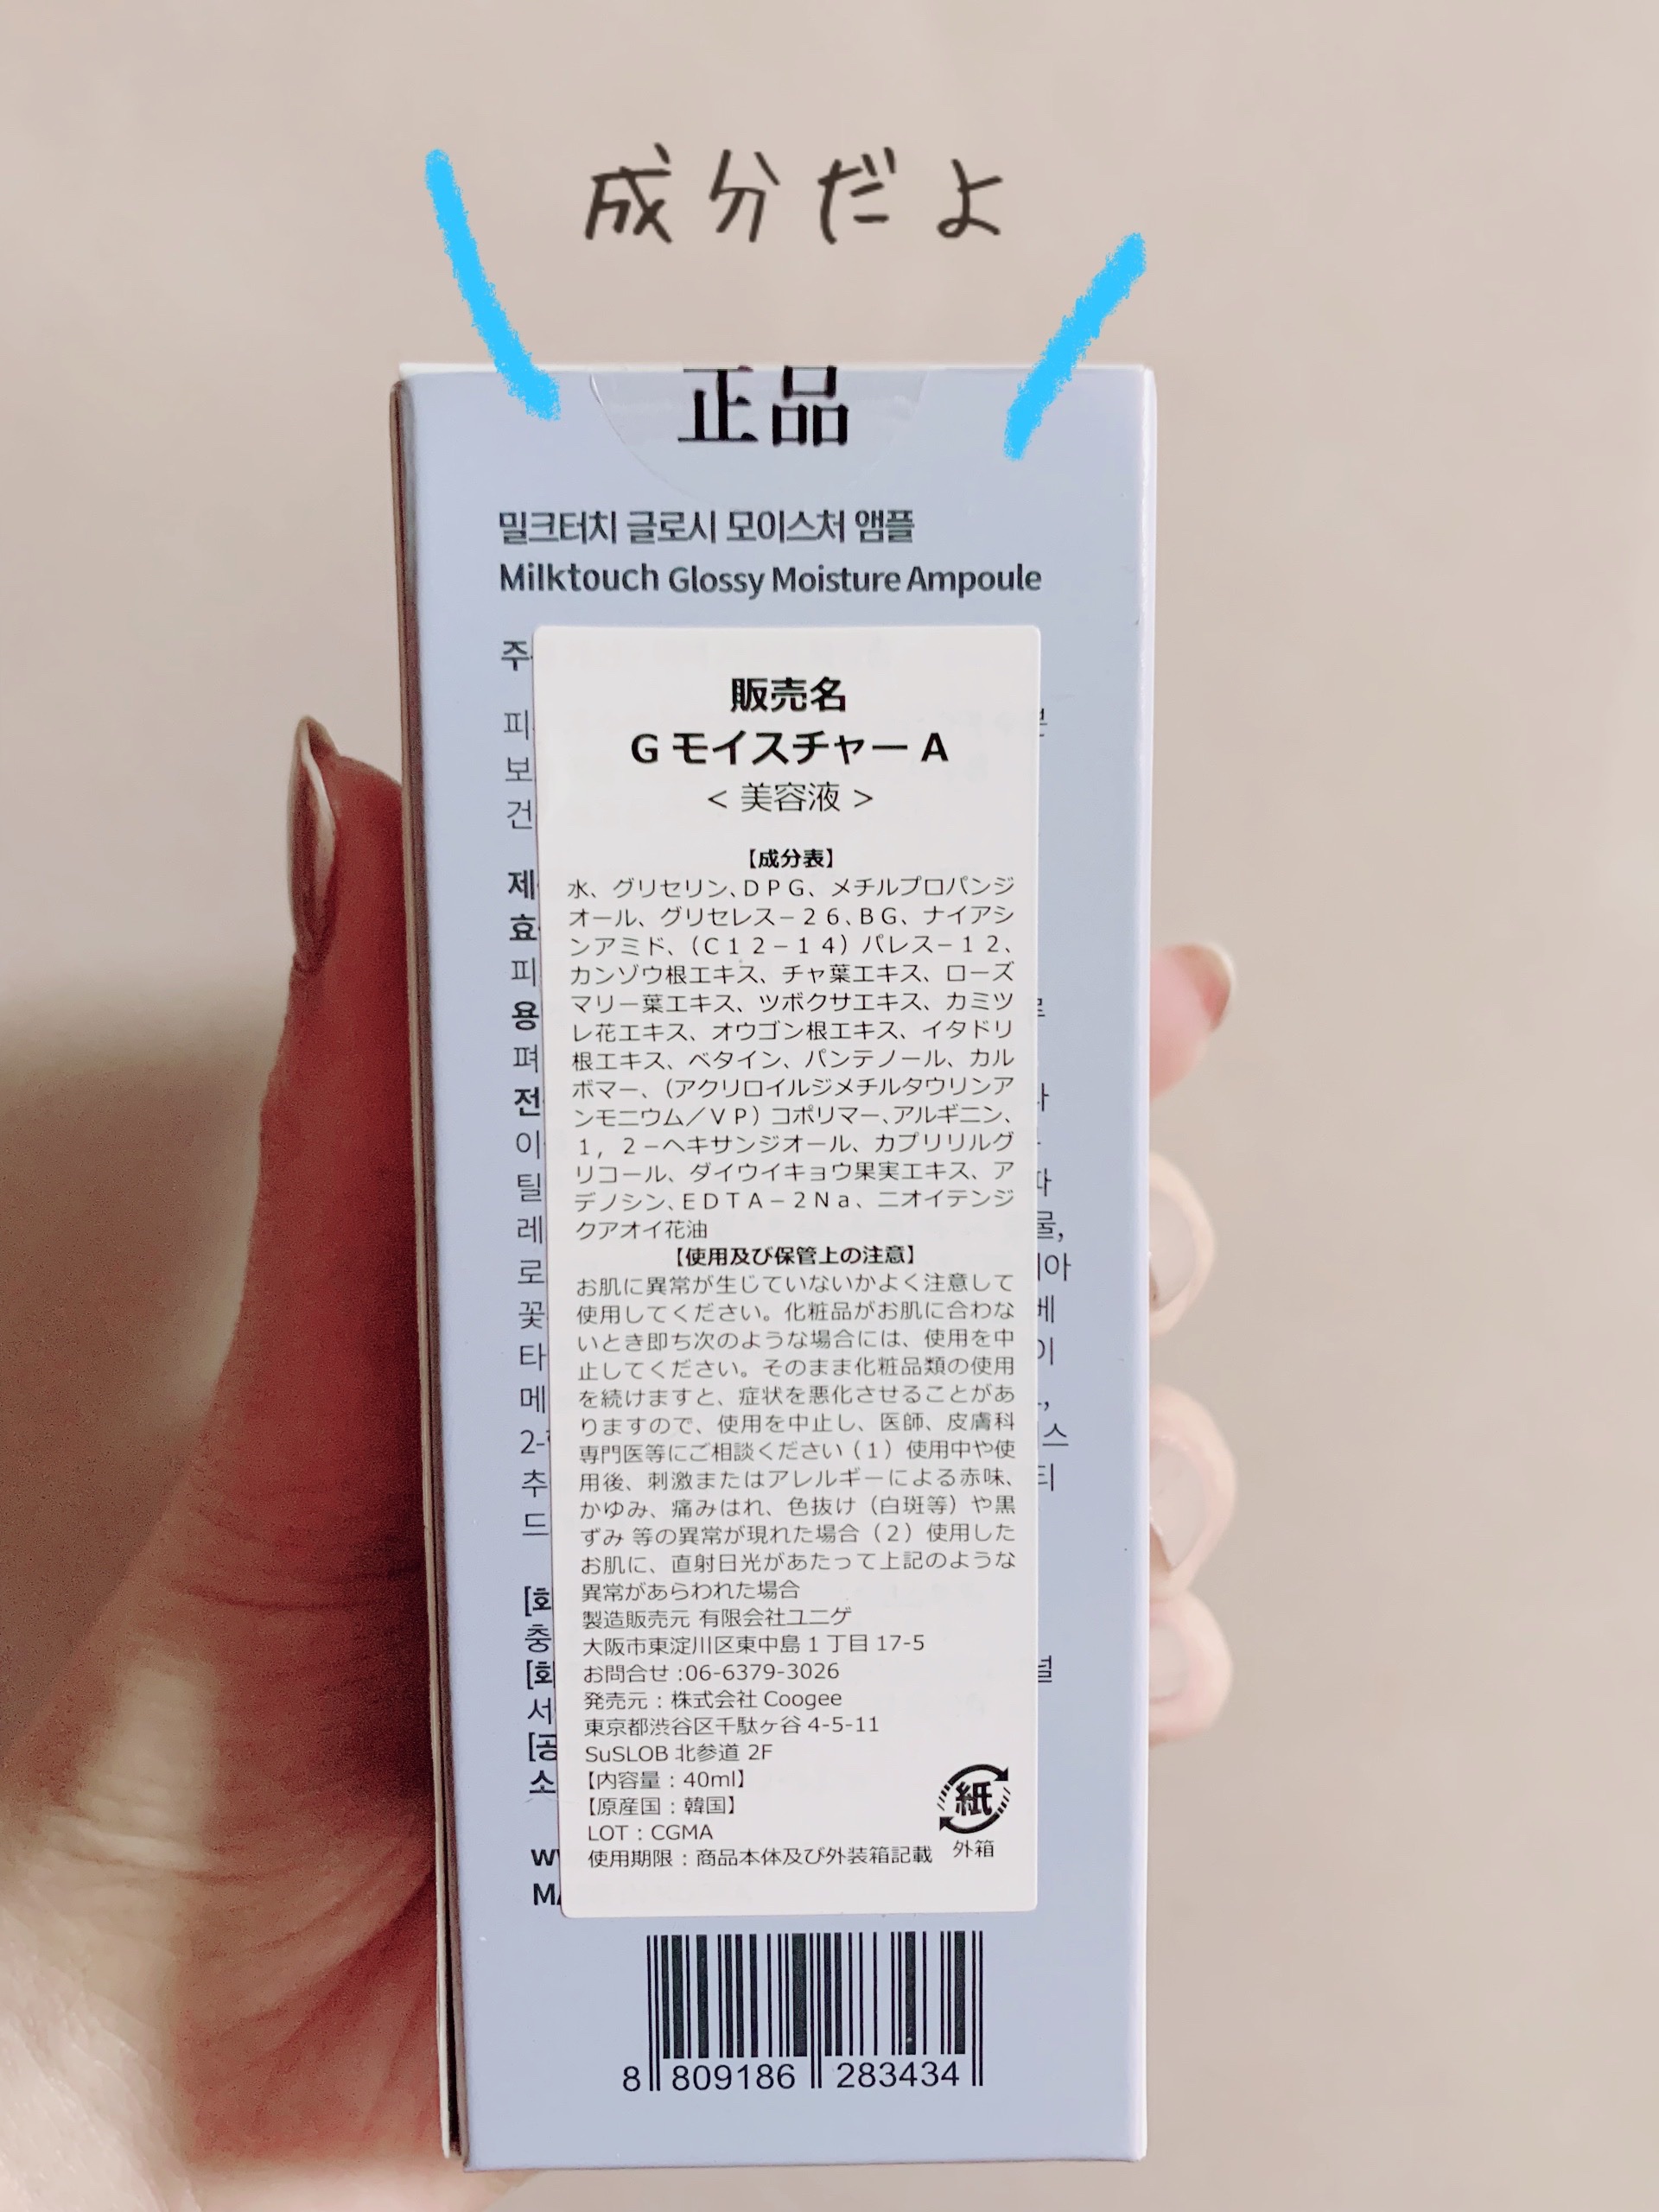 成分だよ
正品
밀크터치 글로시 모이스처 앰플
Milktouch Glossy Moisture Ampoule
販売名
G モイスチャー A
< 美容液 >
【成分表】
水、グリセリン、DPG、メチルプロパンジ
オール、グリセレス－26、BG、ナイアシ
ンアミド、（C12－14）パレス－12、
カンゾウ根エキス、チャ葉エキス、ローズ
マリー葉エキス、ツボクサエキス、カミツ
レ花エキス、オウゴン根エキス、イタドリ
根エキス、ベタイン、パンテノール、カル
ボマー、（アクリロイルジメチルタウリンア
ンモニウム／VP）コポリマー、アルギニン、
1，2－ヘキサンジオール、カプリリルグ
リコール、ダイウイキョウ果実エキス、ア
デノシン、EDTA－2Na、ニオイテンジ
クアオイ花油
【使用及び保管上の注意】
お肌に異常が生じていないかよく注意して
使用してください。化粧品がお肌に合わな
いとき即ち次のような場合には、使用を中
止してください。そのまま化粧品類の使用
を続けますと、症状を悪化させることがあ
りますので、使用を中止し、医師、皮膚科
専門医等にご相談ください（1）使用中や使
用後、刺激またはアレルギーによる赤味、
かゆみ、痛みはれ、色抜け（白斑等）や黒
ずみ 等の異常が現れた場合（2）使用した
お肌に、直射日光があたって上記のような
異常があらわれた場合
製造販売元 有限会社ユニゲ
大阪市東淀川区東中島 1 丁目 17-5
お問合せ :06-6379-3026
発売元：株式会社 Coogee
東京都渋谷区千駄ヶ谷 4-5-11
SuSLOB 北参道 2F
【内容量：40ml】
【原産国：韓国】
LOT：CGMA
使用期限：商品本体及び外装箱記載
紙
外箱
8 809186 283434